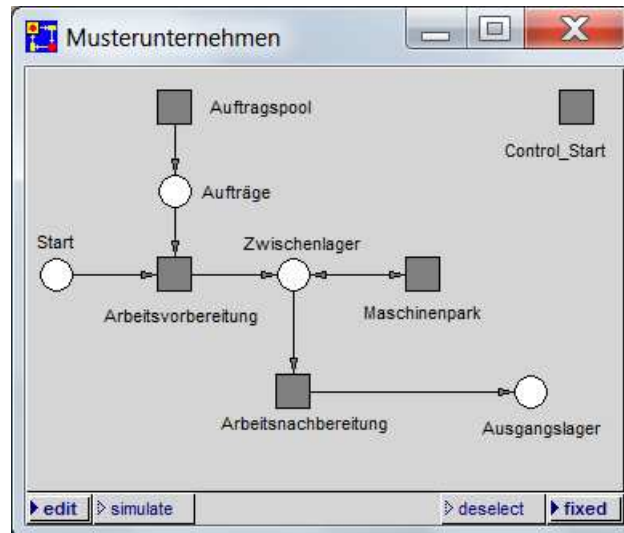 Musterunternehmen
Auftragspool
Control_Start
Aufträge
Start
Zwischenlager
Arbeitsvorbereitung
Maschinenpark
Arbeitsnachbereitung
Ausgangslager
edit simulate deselect fixed